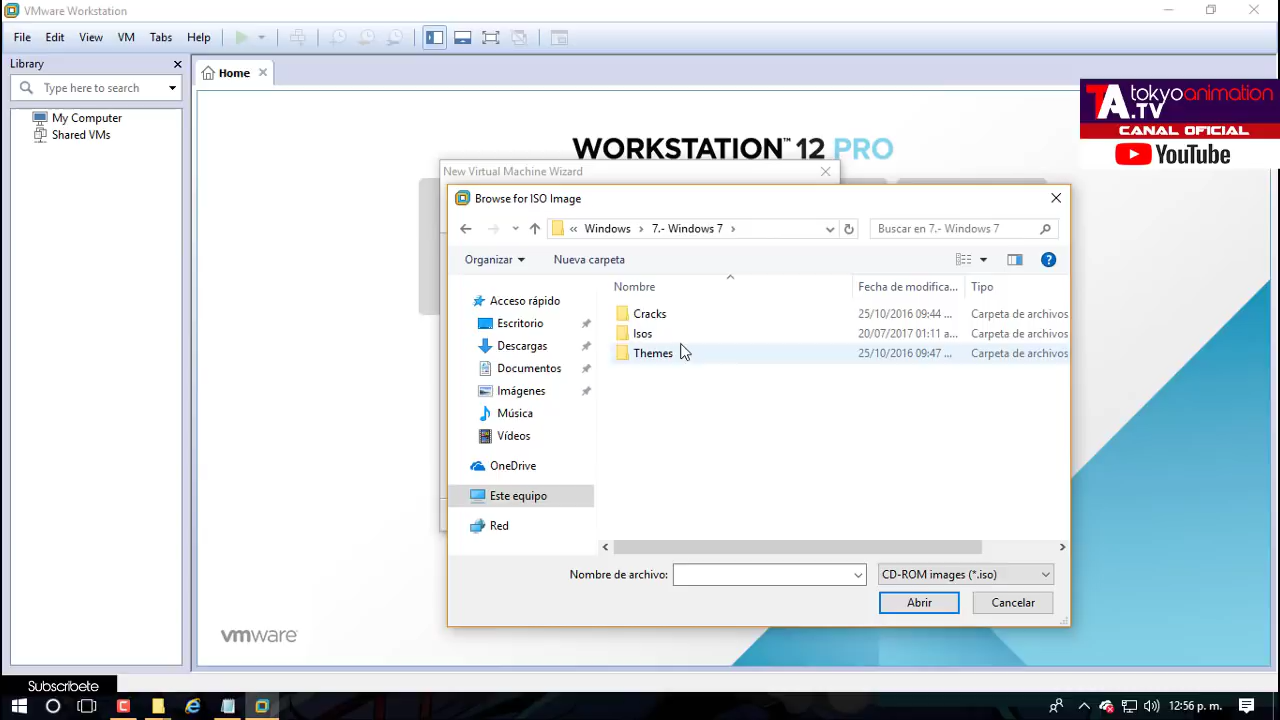 VMware Workstation
File Edit View VM Tabs Help
Library
Type here to search
My Computer
Shared VMs
Home
WORKSTATION™ 12 PRO
TA tokyoanimation
.TV
CANAL OFICIAL
YouTube
New Virtual Machine Wizard
Browse for ISO Image
« Windows › 7.- Windows 7 ›
Buscar en 7.- Windows 7
Organizar Nueva carpeta
Nombre Fecha de modifica... Tipo
Acceso rápido
Escritorio
Descargas
Documentos
Imágenes
Música
Vídeos
OneDrive
Este equipo
Red
Cracks 25/10/2016 09:44 ... Carpeta de archivos
Isos 20/07/2017 01:11 a... Carpeta de archivos
Themes 25/10/2016 09:47 ... Carpeta de archivos
Nombre de archivo: CD-ROM images (*.iso)
Abrir Cancelar
vmware
Subscribete
12:56 p. m.